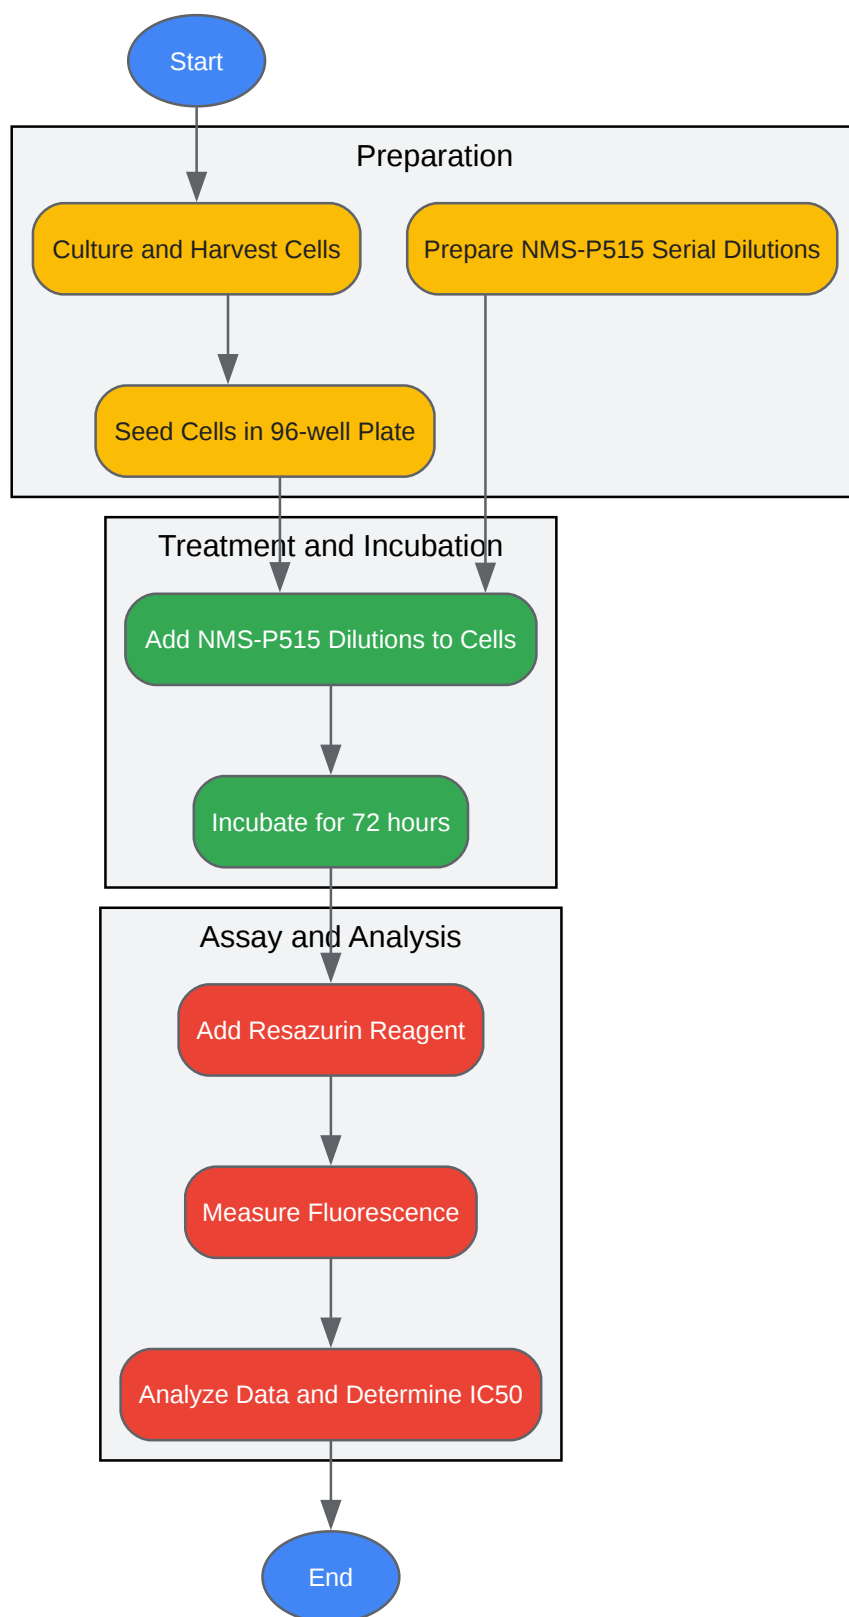 Start
Preparation
Culture and Harvest Cells
Prepare NMS-P515 Serial Dilutions
Seed Cells in 96-well Plate
Treatment and Incubation
Add NMS-P515 Dilutions to Cells
Incubate for 72 hours
Assay and Analysis
Add Resazurin Reagent
Measure Fluorescence
Analyze Data and Determine IC50
End